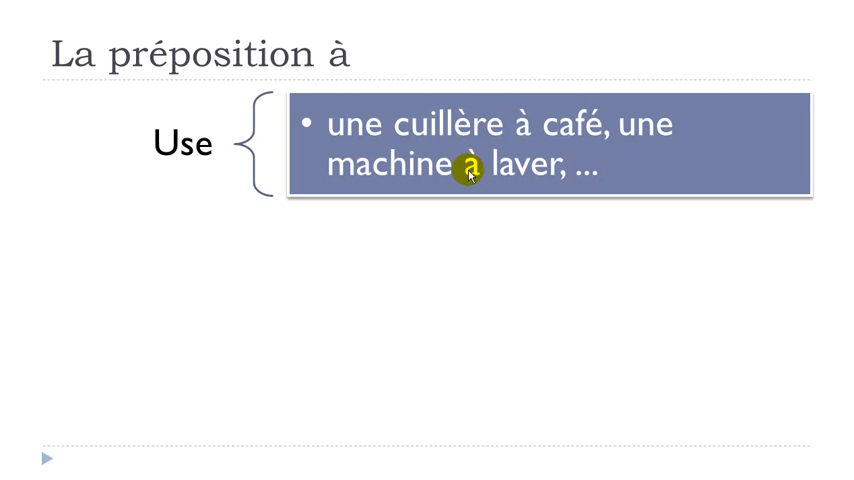 La préposition à
Use
• une cuillère à café, une
machine à laver, ...